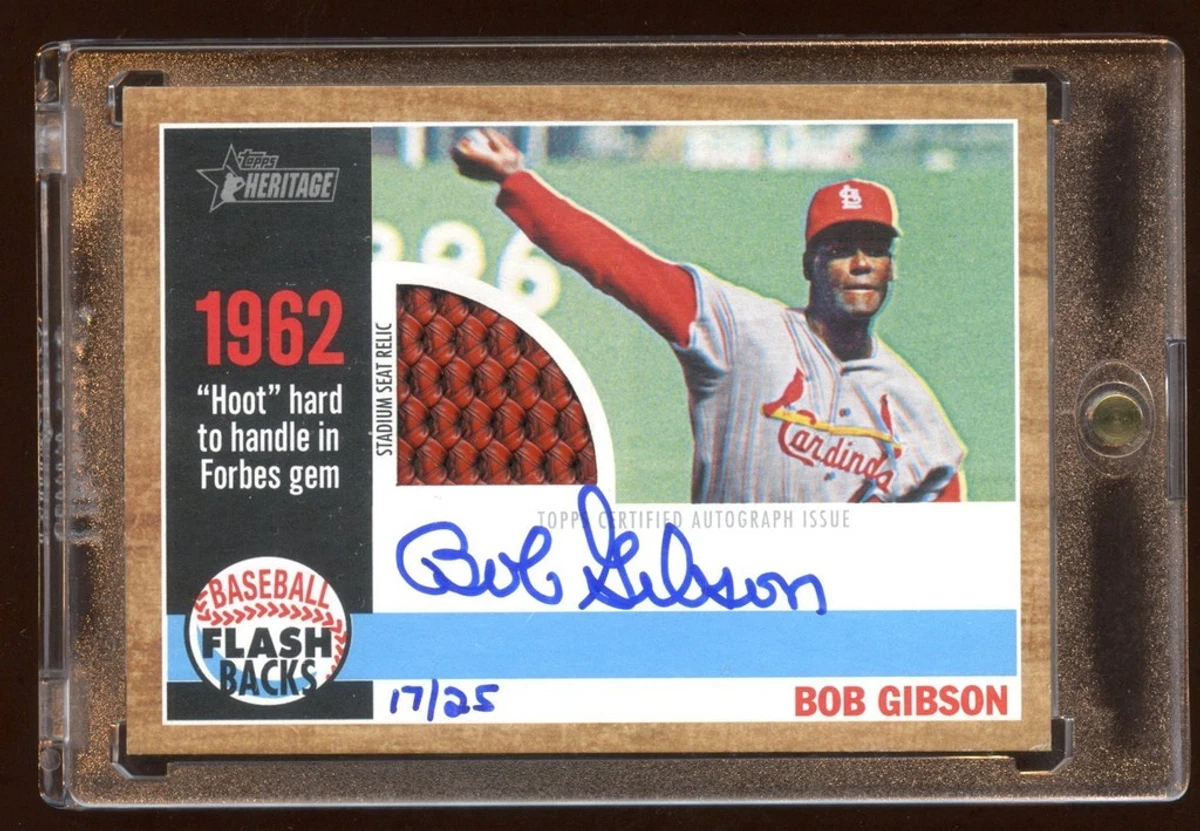 Topps
HERITAGE
1962
“Hoot” hard
to handle in
Forbes gem
STADIUM SEAT RELIC
Cardinals
TOPPS CERTIFIED AUTOGRAPH ISSUE
Bob Gibson
BASEBALL
FLASH
BACKS
17/25
BOB GIBSON